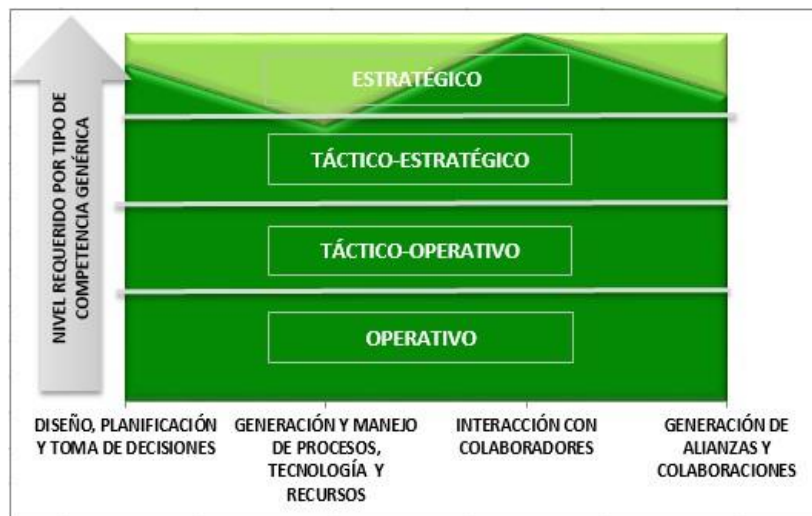 NIVEL REQUERIDO POR TIPO DE
COMPETENCIA GENÉRICA
ESTRATÉGICO
TÁCTICO-ESTRATÉGICO
TÁCTICO-OPERATIVO
OPERATIVO
DISEÑO, PLANIFICACIÓN
Y TOMA DE DECISIONES
GENERACIÓN Y MANEJO
DE PROCESOS,
TECNOLOGÍA Y
RECURSOS
INTERACCIÓN CON
COLABORADORES
GENERACIÓN DE
ALIANZAS Y
COLABORACIONES